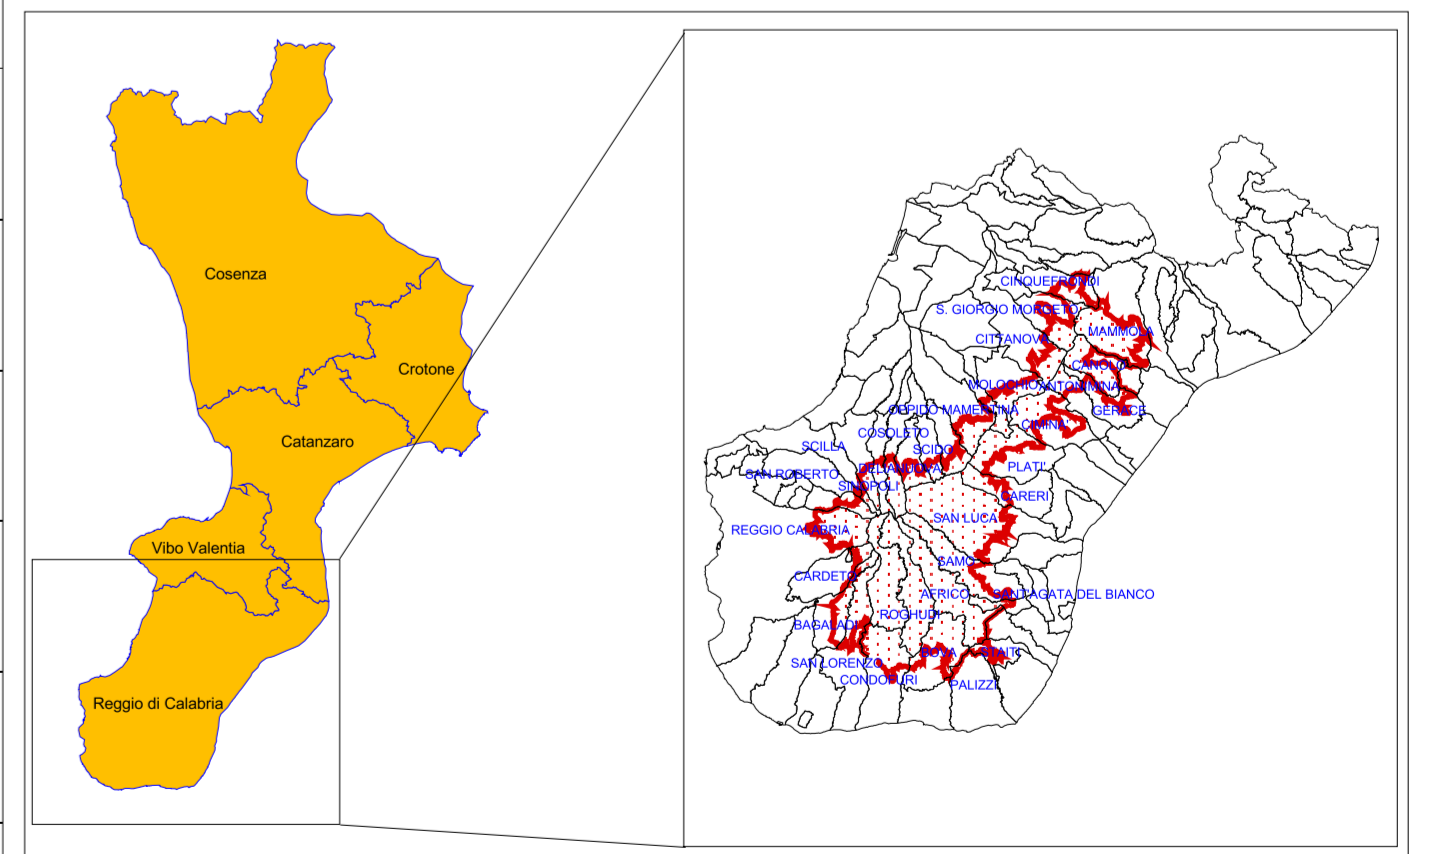 Cosenza
Crotone
Catanzaro
Vibo Valentia
Reggio di Calabria
CINQUEFRONDI
S. GIORGIO MORGETO
MAMMOLA
CITTANOVA
CANOLO
MOLOCHIO
ANTONIMINA
OPPIDO MAMERTINA
GERACE
CIMINA'
COSOLETO
SCILLA
SCIDO
PLATI'
DELIANUOVA
SAN ROBERTO
SINOPOLI
CARERI
SAN LUCA
REGGIO CALABRIA
SAMO
CARDETO
AFRICO
SANT'AGATA DEL BIANCO
ROGHUDI
BAGALADI
BOVA
STAITI
SAN LORENZO
CONDOFURI
PALIZZI